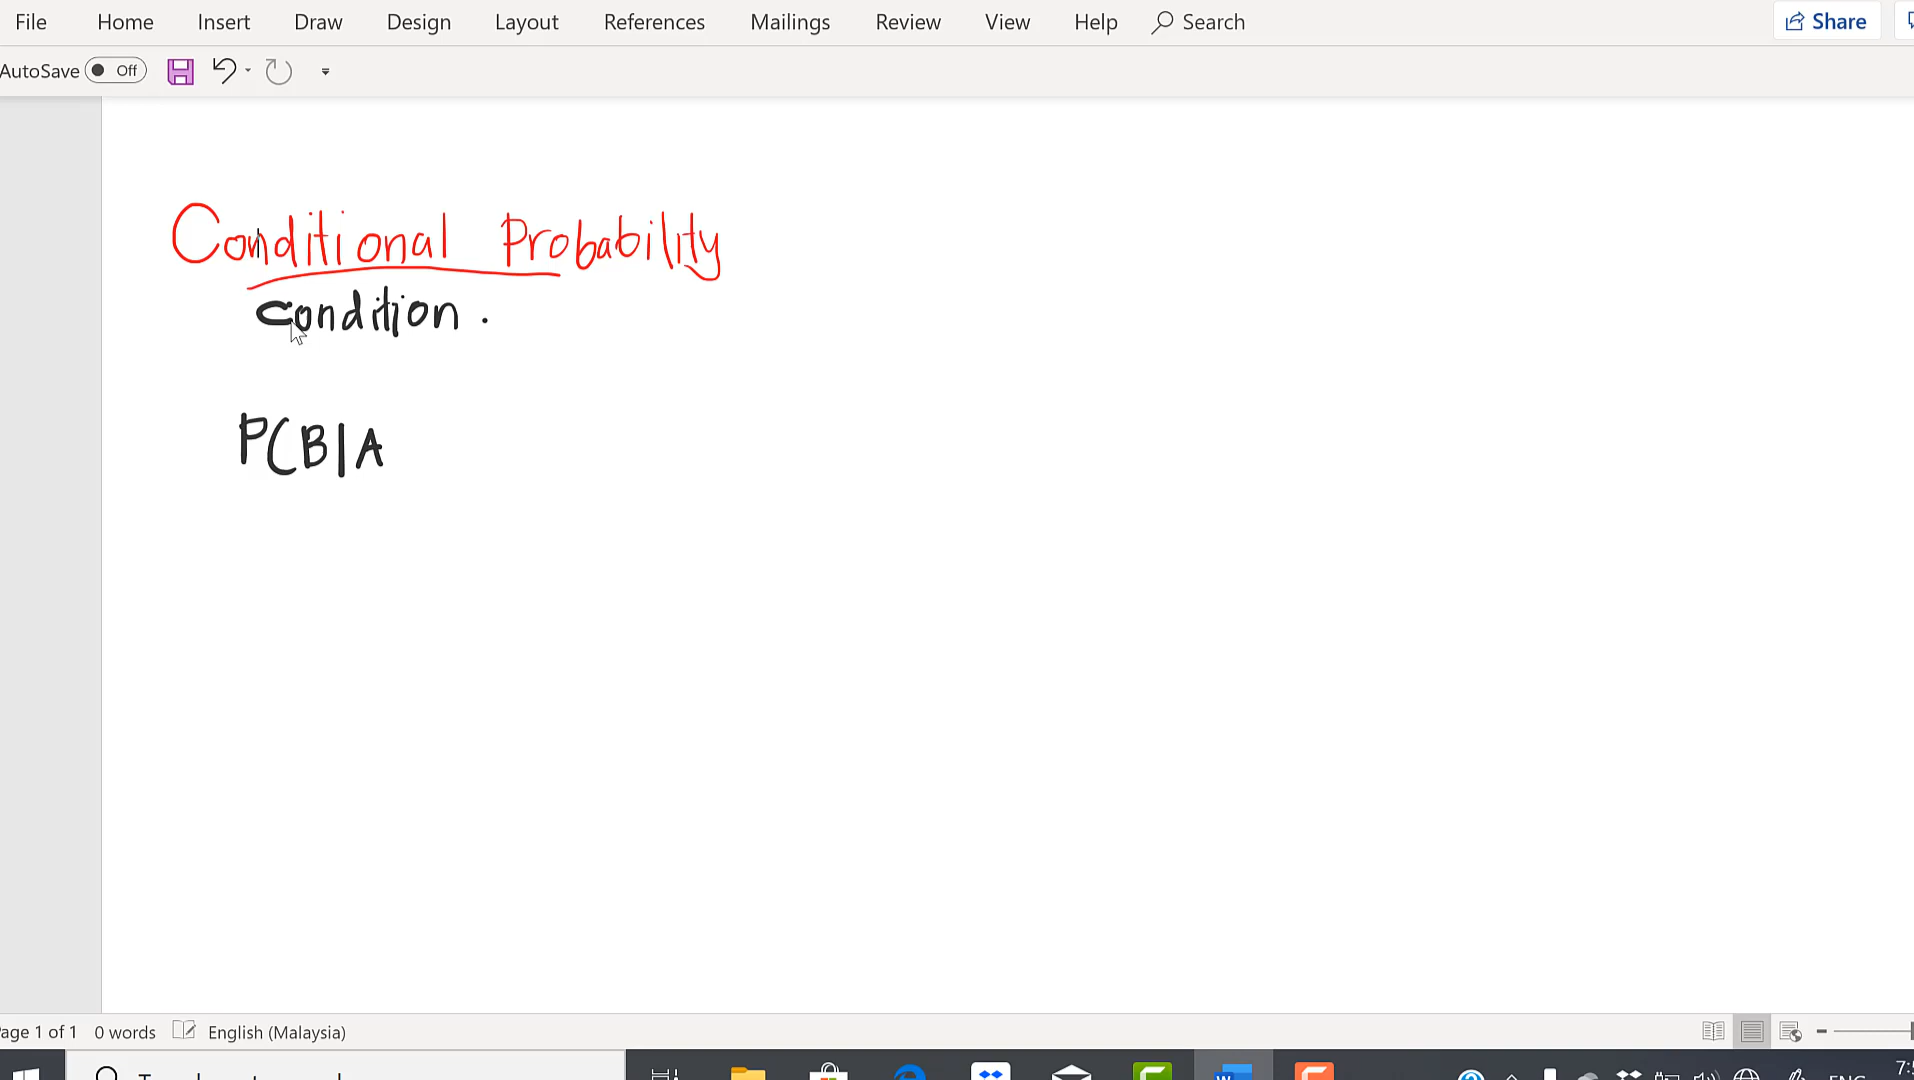 File Home Insert Draw Design Layout References Mailings Review View Help Search Share
AutoSave Off
Conditional Probability
condition .
P(B|A
Page 1 of 1 0 words English (Malaysia)